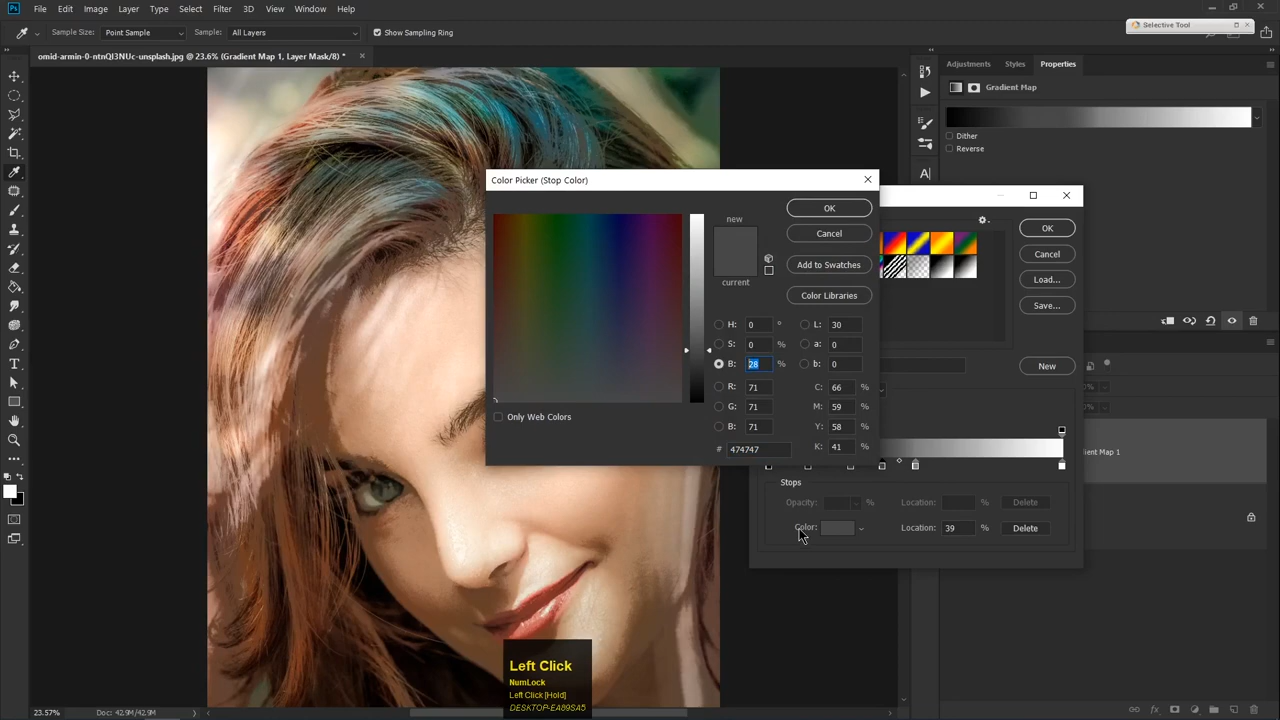 Ps File Edit Image Layer Type Select Filter 3D View Plugins Window Help
Sample Size: Point Sample Sample: All Layers Show Sampling Ring
Selective Tool
omid-armin-0-ntnQI3NUc-unsplash.jpg @ 23.6% (Gradient Map 1, Layer Mask/8) *
Adjustments Styles Properties
Gradient Map
Dither
Reverse
Color Picker (Stop Color)
new
current
OK
Cancel
Add to Swatches
Color Libraries
H: 0 ° L: 30
S: 0 % a: 0
B: 28 % b: 0
R: 71 C: 66 %
G: 71 M: 59 %
B: 71 Y: 58 %
# 474747 K: 41 %
Only Web Colors
OK
Cancel
Load...
Save...
New
Stops
Opacity: % Location: % Delete
Color: Location: 39 % Delete
dient Map 1
Left Click
NumLock
Left Click [Hold]
DESKTOP-EA89SA5
23.57% Doc: 42.9M/42.9M